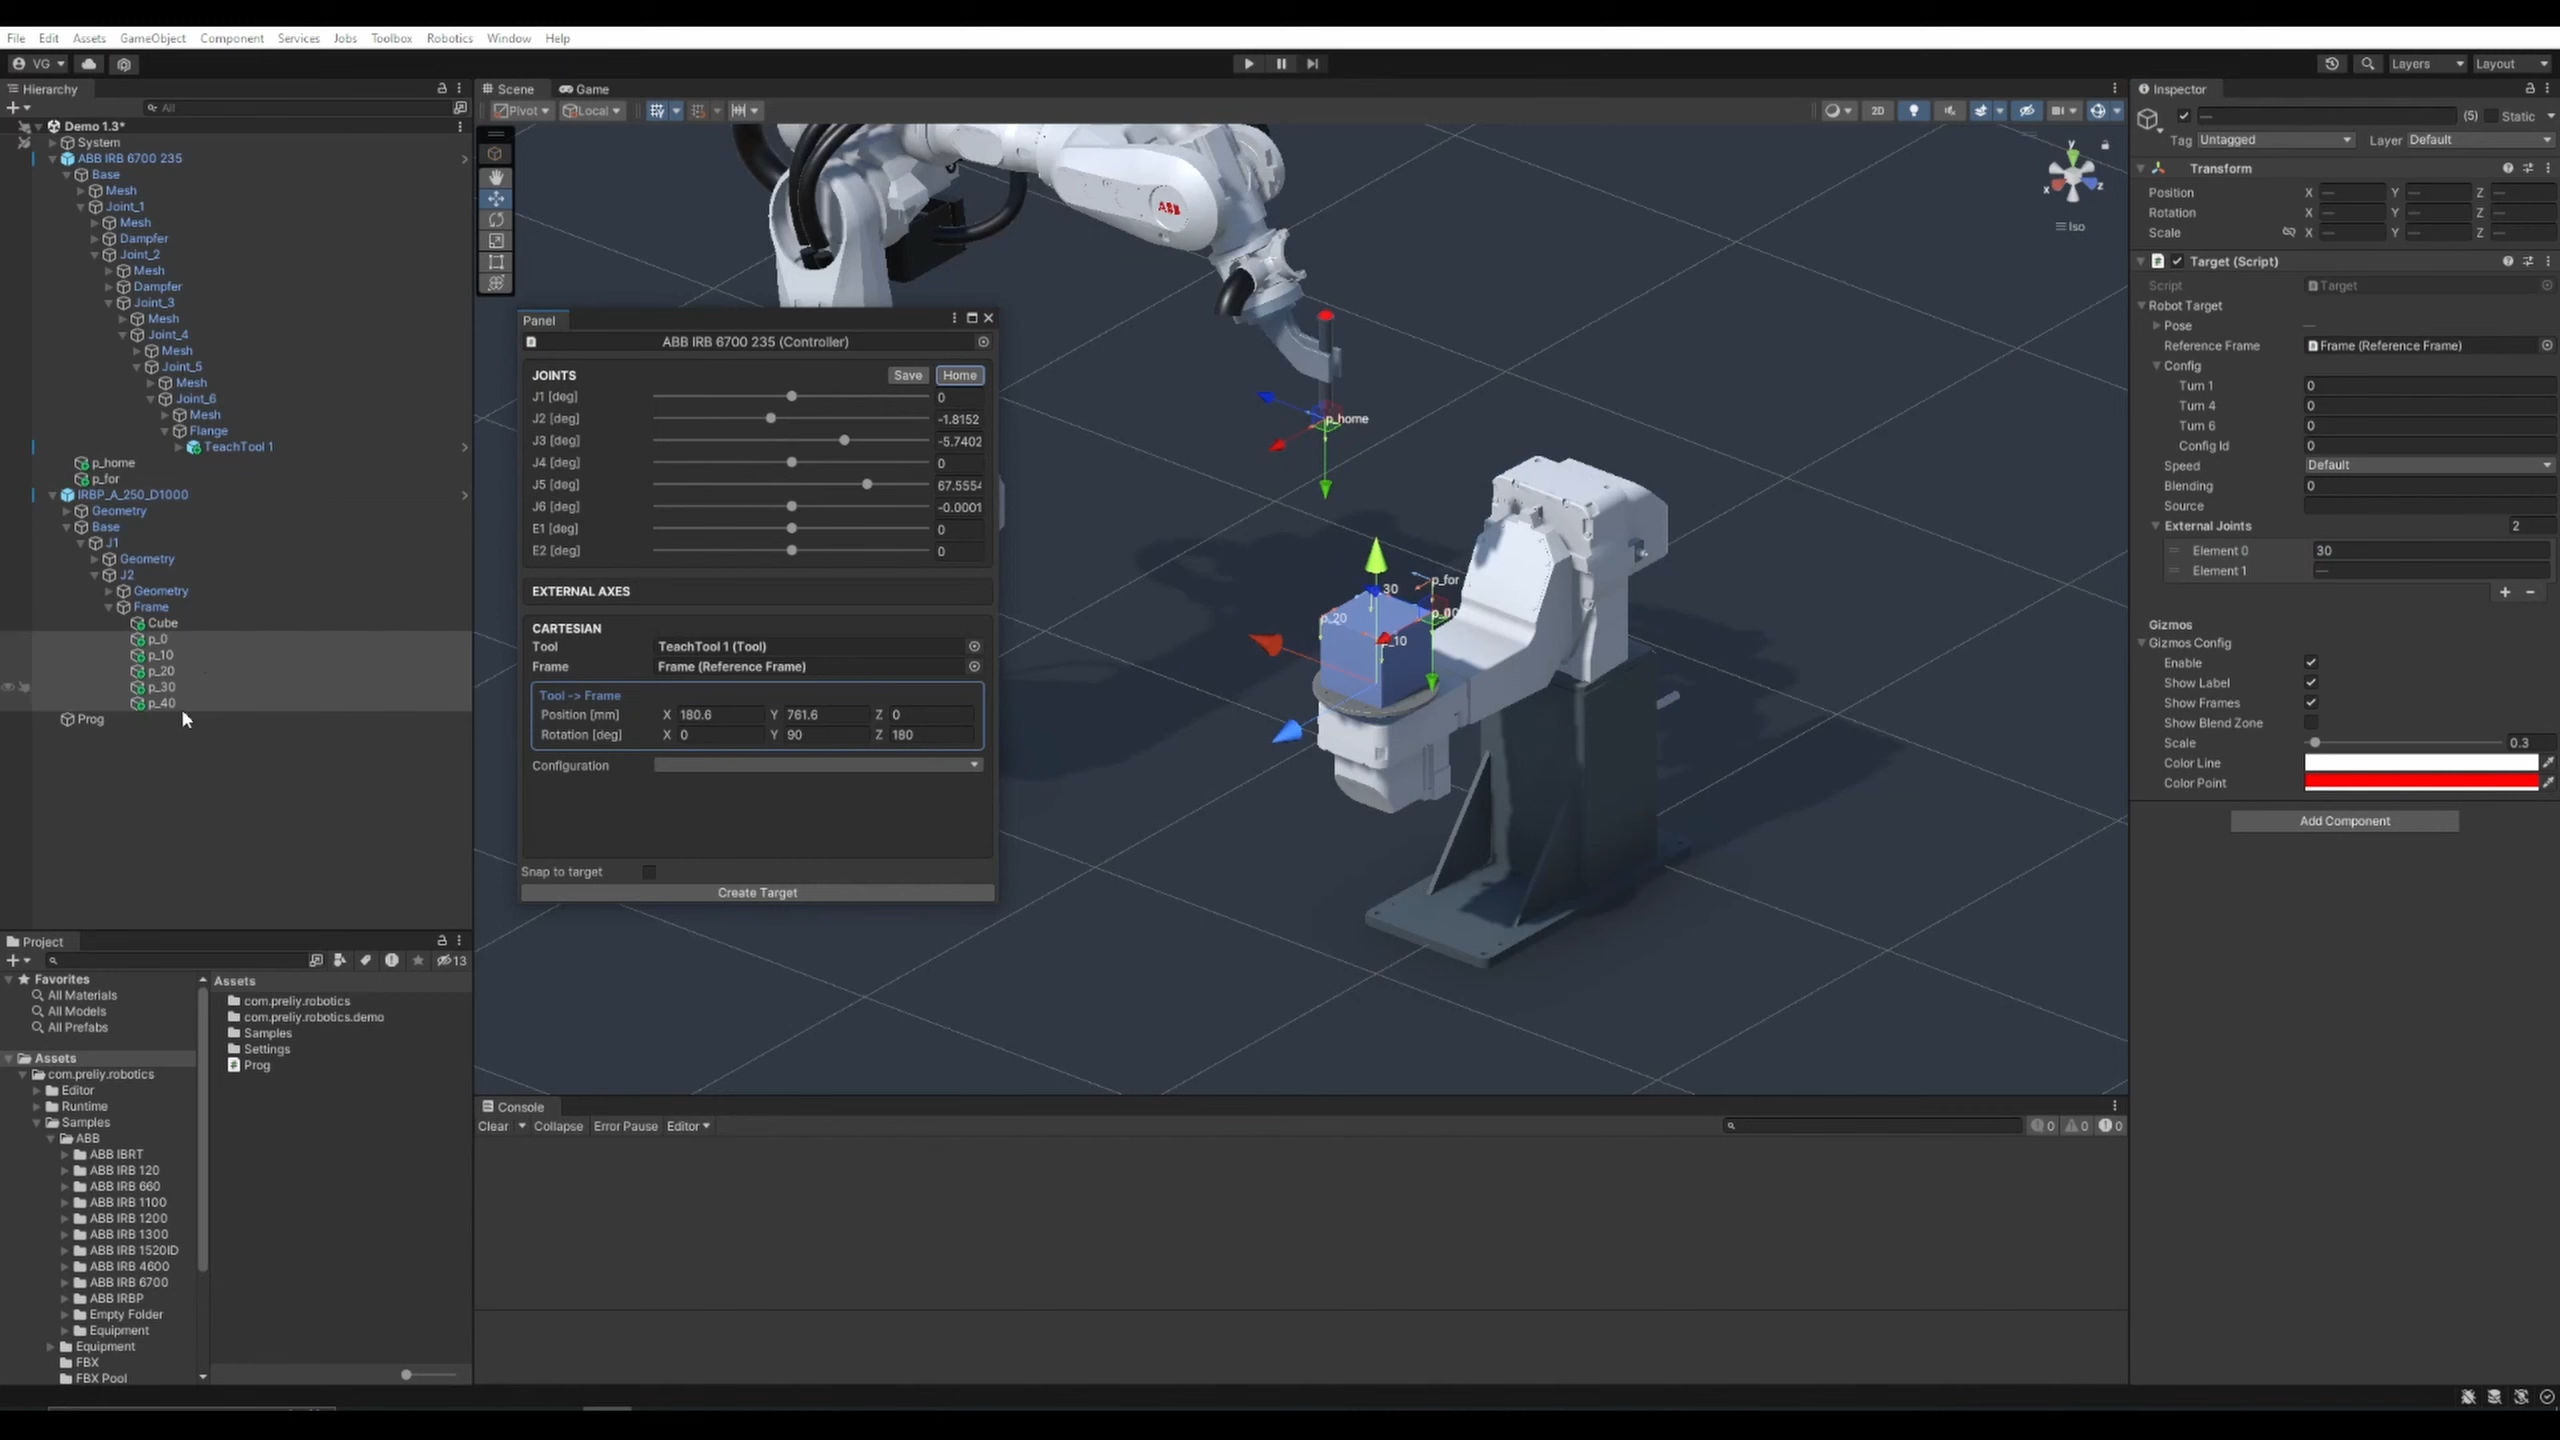 File Edit Assets GameObject Component Services Jobs Toolbox Robotics Window Help
VG Layers Layout
Hierarchy
All
Demo 1.3*
System
ABB IRB 6700 235
Base
Mesh
Joint_1
Mesh
Dampfer
Joint_2
Mesh
Dampfer
Joint_3
Mesh
Joint_4
Mesh
Joint_5
Mesh
Joint_6
Mesh
Flange
TeachTool 1
p_home
p_for
IRBP_A_250_D1000
Geometry
Base
J1
Geometry
J2
Geometry
Frame
Cube
p_0
p_10
p_20
p_30
p_40
Prog
Scene Game
Pivot Local 2D
y
x z
Iso
ABB
p_home
p_for
30
p_20
p_10
Panel
ABB IRB 6700 235 (Controller)
JOINTS Save Home
J1 [deg] 0
J2 [deg] -1.8152
J3 [deg] -5.7402
J4 [deg] 0
J5 [deg] 67.5554
J6 [deg] -0.0001
E1 [deg] 0
E2 [deg] 0
EXTERNAL AXES
CARTESIAN
Tool TeachTool 1 (Tool)
Frame Frame (Reference Frame)
Tool -> Frame
Position [mm] X 180.6 Y 761.6 Z 0
Rotation [deg] X 0 Y 90 Z 180
Configuration
Snap to target
Create Target
Inspector
— (5) Static
Tag Untagged Layer Default
Transform
Position X — Y — Z —
Rotation X — Y — Z —
Scale X — Y — Z —
Target (Script)
Script Target
Robot Target
Pose —
Reference Frame Frame (Reference Frame)
Config
Turn 1 0
Turn 4 0
Turn 6 0
Config Id 0
Speed Default
Blending 0
Source
External Joints 2
Element 0 30
Element 1 —
Gizmos
Gizmos Config
Enable
Show Label
Show Frames
Show Blend Zone
Scale 0.3
Color Line
Color Point
Add Component
Project
13
Favorites
All Materials
All Models
All Prefabs
Assets
com.preliy.robotics
Editor
Runtime
Samples
ABB
ABB IBRT
ABB IRB 120
ABB IRB 660
ABB IRB 1100
ABB IRB 1200
ABB IRB 1300
ABB IRB 1520ID
ABB IRB 4600
ABB IRB 6700
ABB IRBP
Empty Folder
Equipment
Equipment
FBX
FBX Pool
Assets
com.preliy.robotics
com.preliy.robotics.demo
Samples
Settings
Prog
Console
Clear Collapse Error Pause Editor 0 0 0